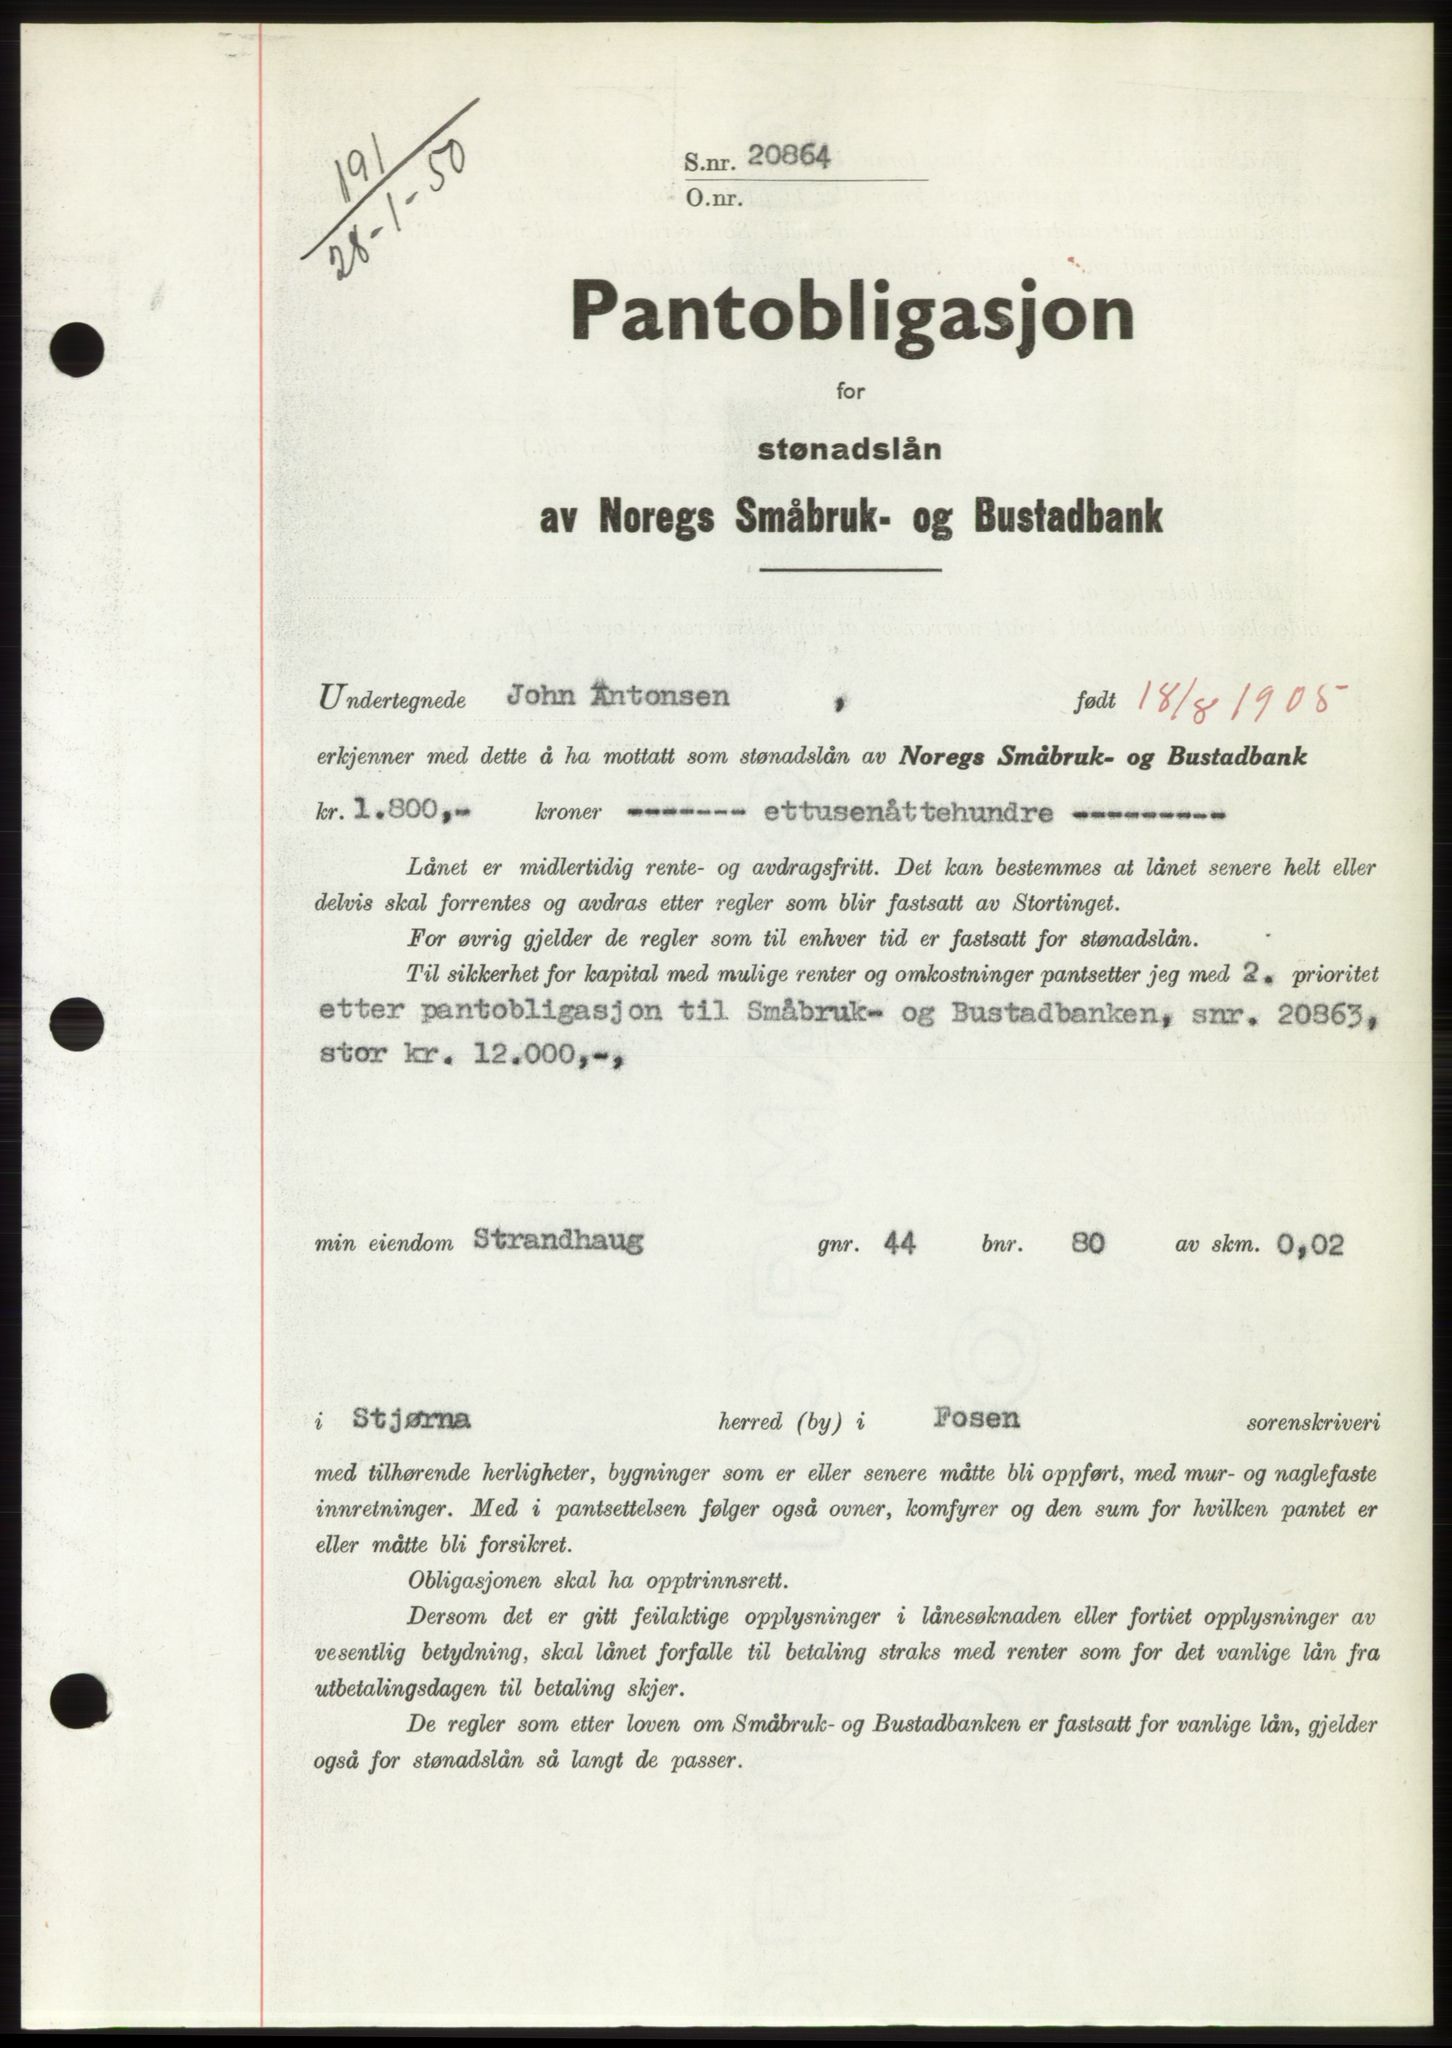 191
28-1-50
S.nr. 20864
O.nr.
Pantobligasjon
for
stønadslån
av Noregs Småbruk- og Bustadbank
Undertegnede John Antonsen , født 18/8 1905
erkjenner med dette å ha mottatt som stønadslån av Noregs Småbruk- og Bustadbank
kr. 1.800,- kroner ------- ettusenåttehundre ---------
Lånet er midlertidig rente- og avdragsfritt. Det kan bestemmes at lånet senere helt eller
delvis skal forrentes og avdras etter regler som blir fastsatt av Stortinget.
For øvrig gjelder de regler som til enhver tid er fastsatt for stønadslån.
Til sikkerhet for kapital med mulige renter og omkostninger pantsetter jeg med 2. prioritet
etter pantobligasjon til Småbruk- og Bustadbanken, snr. 20863,
stor kr. 12.000,-,
min eiendom Strandhaug gnr. 44 bnr. 80 av skm. 0,02
i Stjørna herred (by) i Fosen sorenskriveri
med tilhørende herligheter, bygninger som er eller senere måtte bli oppført, med mur- og naglefaste
innretninger. Med i pantsettelsen følger også ovner, komfyrer og den sum for hvilken pantet er
eller måtte bli forsikret.
Obligasjonen skal ha opptrinnsrett.
Dersom det er gitt feilaktige opplysninger i lånesøknaden eller fortiet opplysninger av
vesentlig betydning, skal lånet forfalle til betaling straks med renter som for det vanlige lån fra
utbetalingsdagen til betaling skjer.
De regler som etter loven om Småbruk- og Bustadbanken er fastsatt for vanlige lån, gjelder
også for stønadslån så langt de passer.